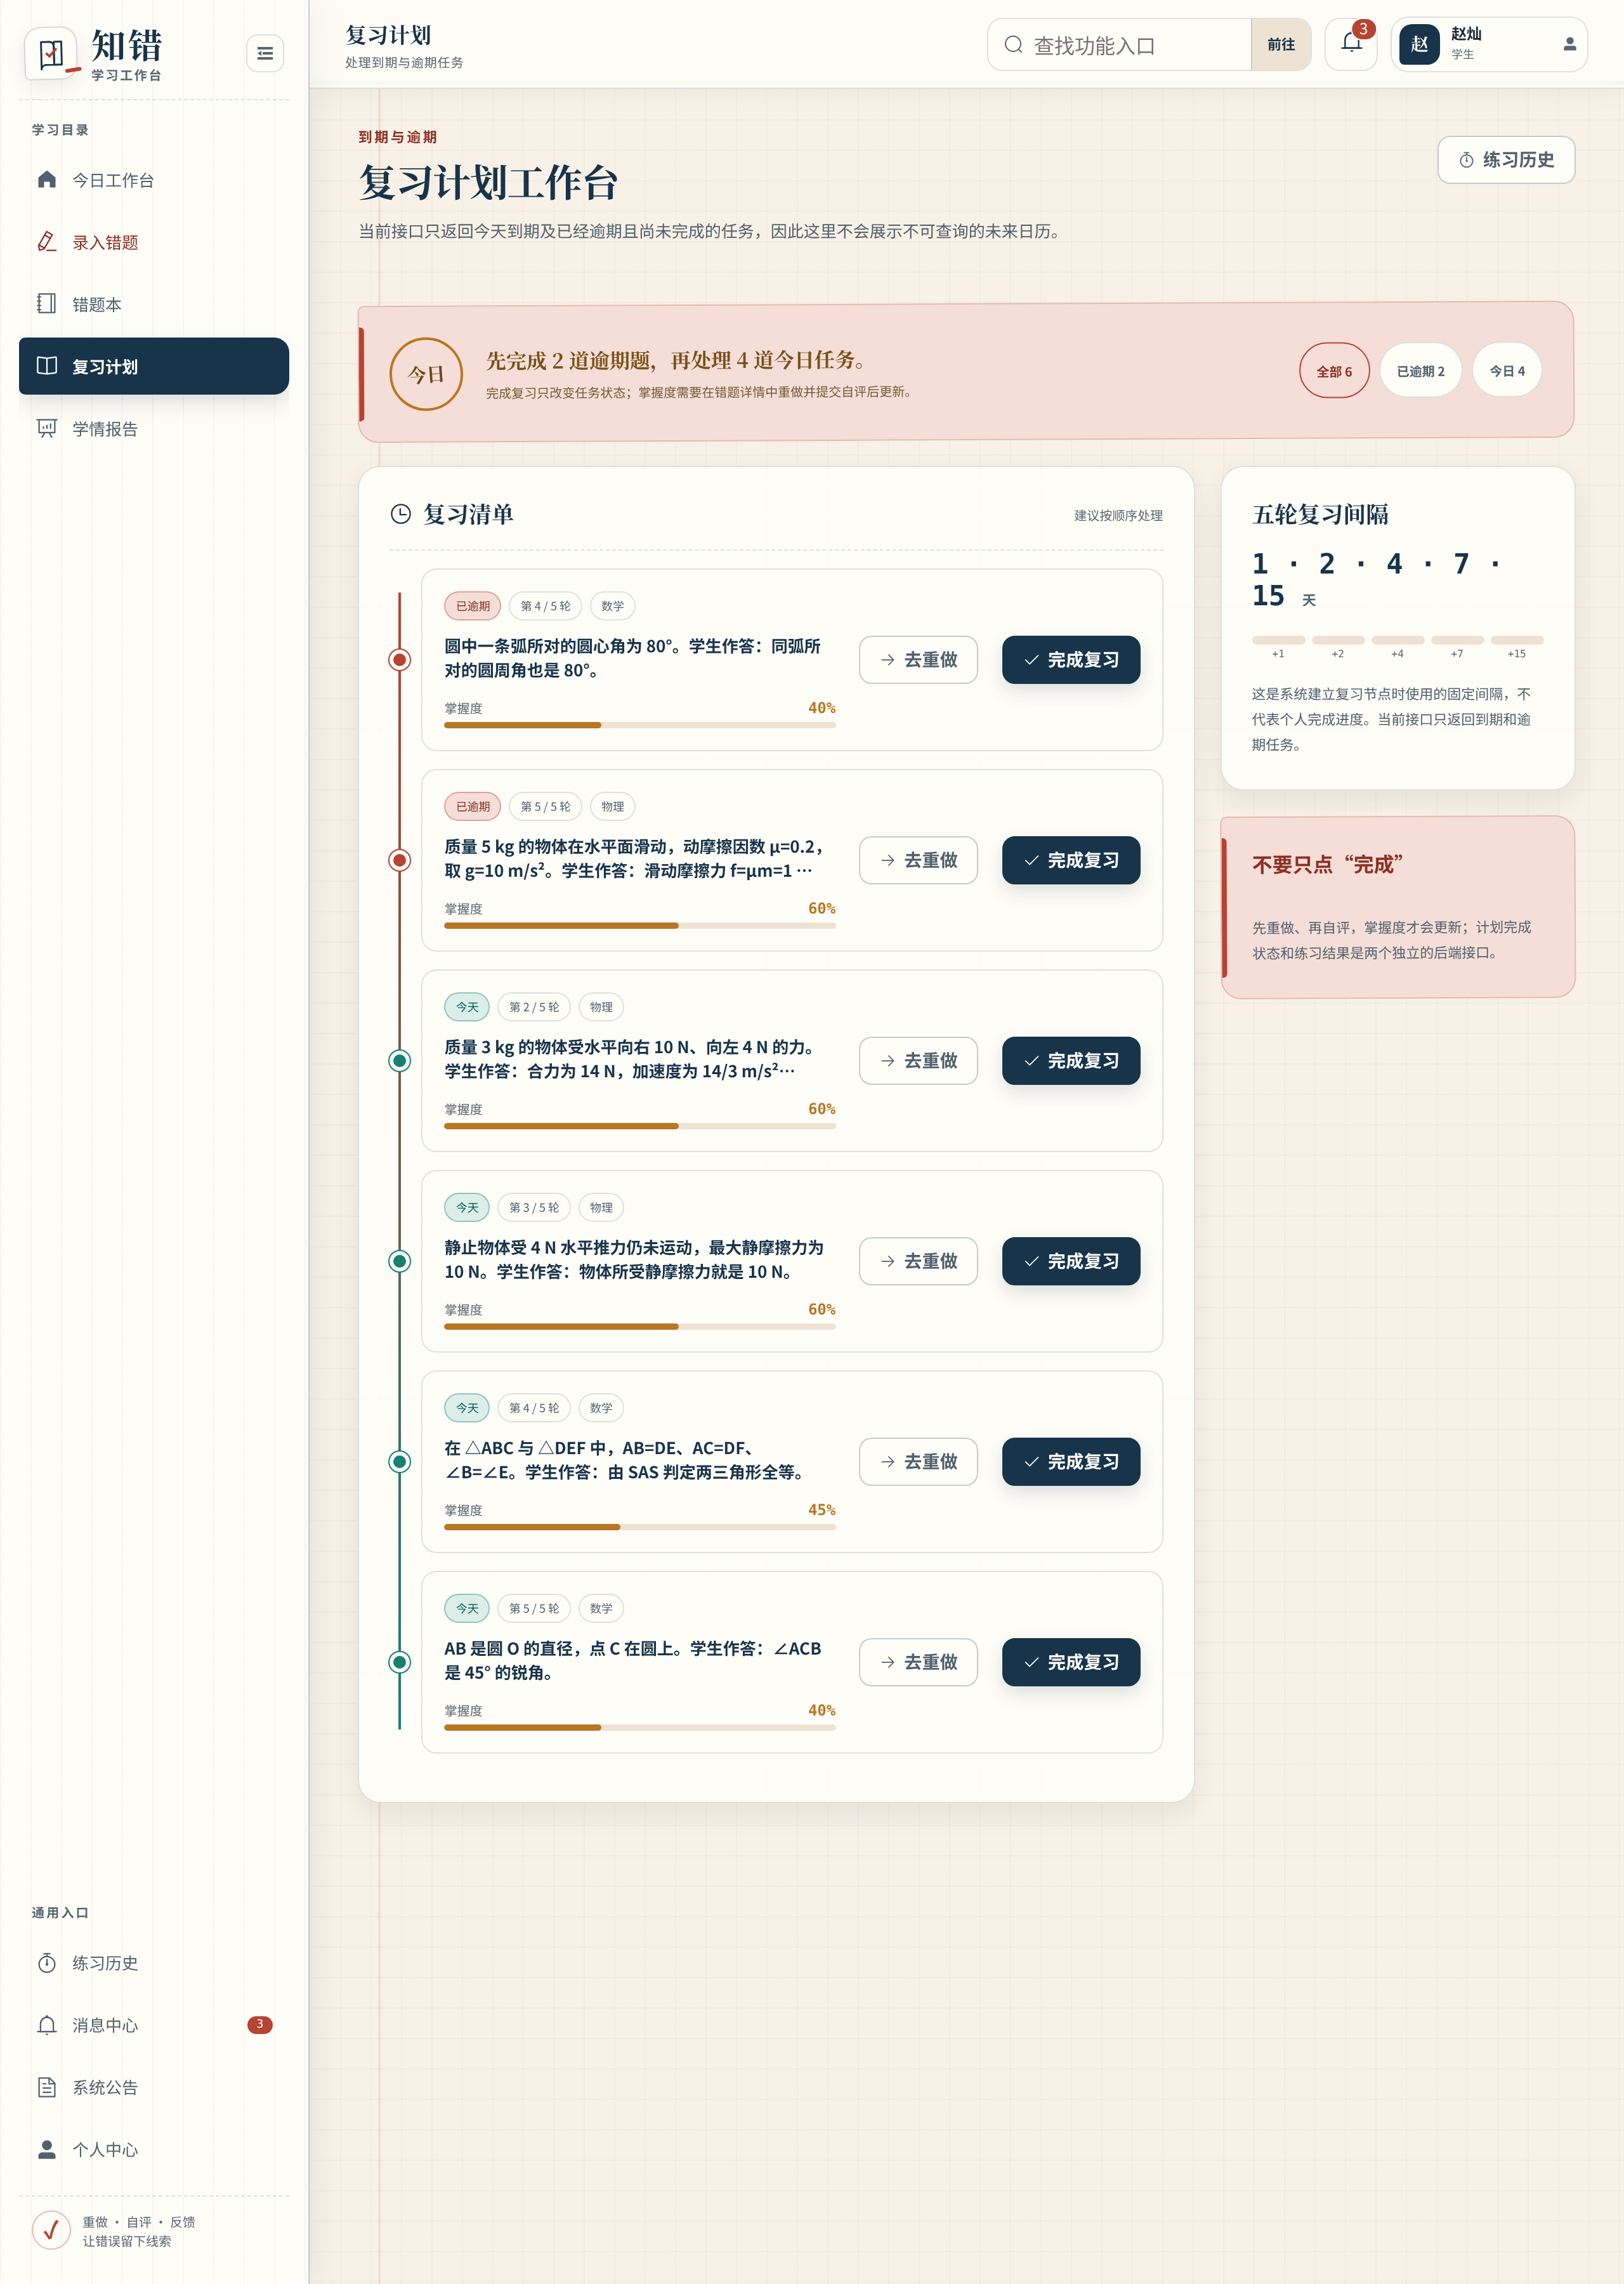 知错
学习工作台
学习目录
今日工作台
录入错题
错题本
复习计划
学情报告
通用入口
练习历史
消息中心 3
系统公告
个人中心
重做 · 自评 · 反馈
让错误留下线索
复习计划
处理到期与逾期任务
查找功能入口 前往
3
赵 赵灿
学生
到期与逾期
复习计划工作台
当前接口只返回今天到期及已经逾期且尚未完成的任务，因此这里不会展示不可查询的未来日历。
练习历史
今日
先完成 2 道逾期题，再处理 4 道今日任务。
完成复习只改变任务状态；掌握度需要在错题详情中重做并提交自评后更新。
全部 6 已逾期 2 今日 4
复习清单 建议按顺序处理
已逾期 第 4 / 5 轮 数学
圆中一条弧所对的圆心角为 80°。学生作答：同弧所
对的圆周角也是 80°。
掌握度 40%
去重做 完成复习
已逾期 第 5 / 5 轮 物理
质量 5 kg 的物体在水平面滑动，动摩擦因数 μ=0.2，
取 g=10 m/s²。学生作答：滑动摩擦力 f=μm=1 …
掌握度 60%
去重做 完成复习
今天 第 2 / 5 轮 物理
质量 3 kg 的物体受水平向右 10 N、向左 4 N 的力。
学生作答：合力为 14 N，加速度为 14/3 m/s²…
掌握度 60%
去重做 完成复习
今天 第 3 / 5 轮 物理
静止物体受 4 N 水平推力仍未运动，最大静摩擦力为
10 N。学生作答：物体所受静摩擦力就是 10 N。
掌握度 60%
去重做 完成复习
今天 第 4 / 5 轮 数学
在 △ABC 与 △DEF 中，AB=DE、AC=DF、
∠B=∠E。学生作答：由 SAS 判定两三角形全等。
掌握度 45%
去重做 完成复习
今天 第 5 / 5 轮 数学
AB 是圆 O 的直径，点 C 在圆上。学生作答：∠ACB
是 45° 的锐角。
掌握度 40%
去重做 完成复习
五轮复习间隔
1 · 2 · 4 · 7 ·
15 天
+1 +2 +4 +7 +15
这是系统建立复习节点时使用的固定间隔，不
代表个人完成进度。当前接口只返回到期和逾
期任务。
不要只点“完成”
先重做、再自评，掌握度才会更新；计划完成
状态和练习结果是两个独立的后端接口。